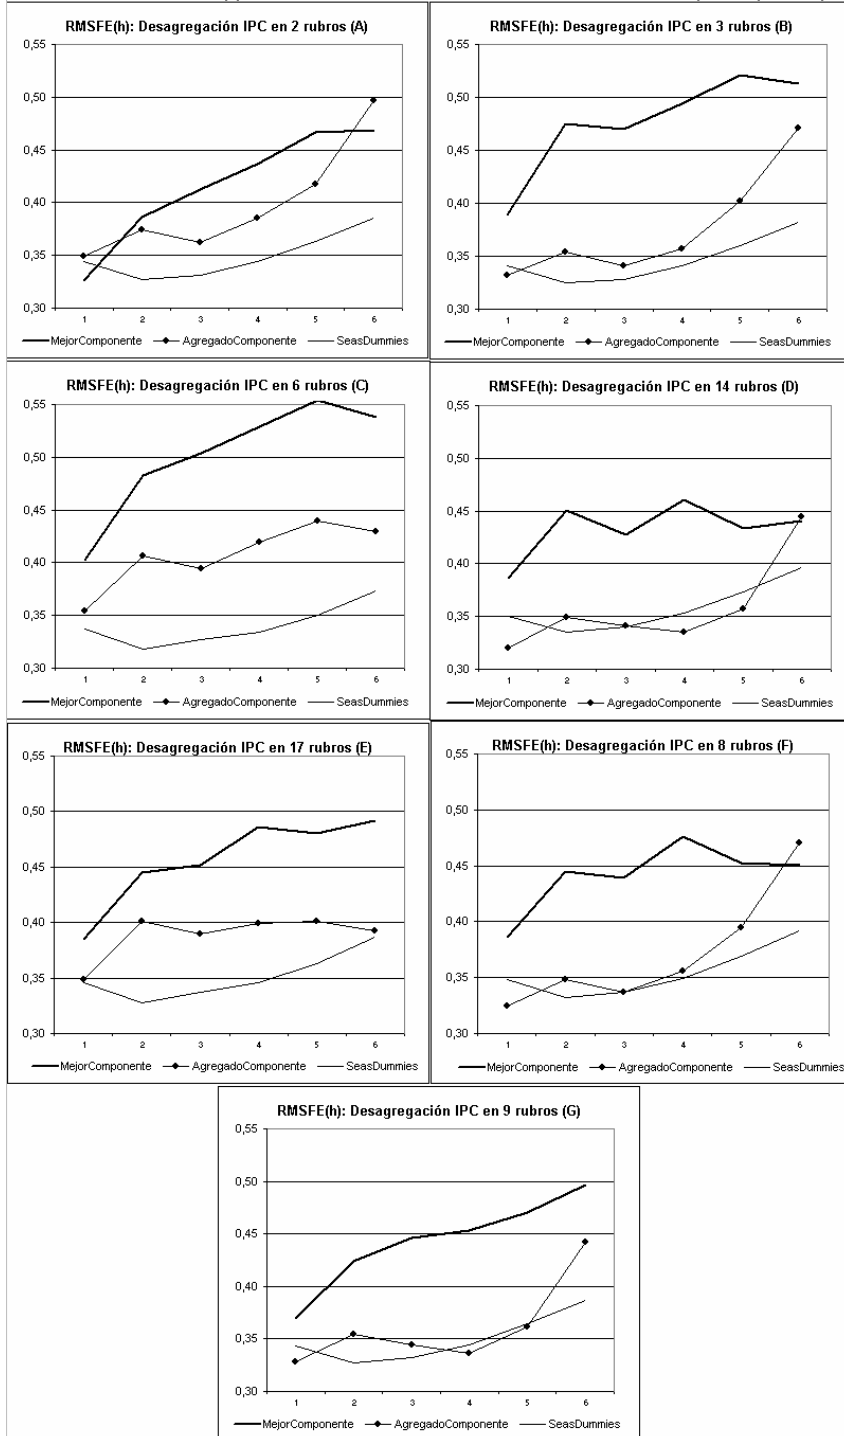 RMSFE(h): Desagregación IPC en 2 rubros (A)
0,55
0,50
0,45
0,40
0,35
0,30
1 2 3 4 5 6
MejorComponente AgregadoComponente SeasDummies
RMSFE(h): Desagregación IPC en 3 rubros (B)
0,55
0,50
0,45
0,40
0,35
0,30
1 2 3 4 5 6
MejorComponente AgregadoComponente SeasDummies
RMSFE(h): Desagregación IPC en 6 rubros (C)
0,55
0,50
0,45
0,40
0,35
0,30
1 2 3 4 5 6
MejorComponente AgregadoComponente SeasDummies
RMSFE(h): Desagregación IPC en 14 rubros (D)
0,55
0,50
0,45
0,40
0,35
0,30
1 2 3 4 5 6
MejorComponente AgregadoComponente SeasDummies
RMSFE(h): Desagregación IPC en 17 rubros (E)
0,55
0,50
0,45
0,40
0,35
0,30
1 2 3 4 5 6
MejorComponente AgregadoComponente SeasDummies
RMSFE(h): Desagregación IPC en 8 rubros (F)
0,55
0,50
0,45
0,40
0,35
0,30
1 2 3 4 5 6
MejorComponente AgregadoComponente SeasDummies
RMSFE(h): Desagregación IPC en 9 rubros (G)
0,55
0,50
0,45
0,40
0,35
0,30
1 2 3 4 5 6
MejorComponente AgregadoComponente SeasDummies